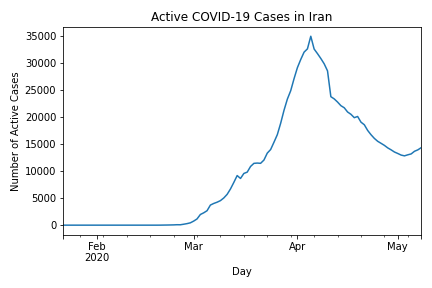 Active COVID-19 Cases in Iran
35000
30000
25000
20000
15000
10000
5000
0
Number of Active Cases
Feb
2020
Mar
Apr
May
Day